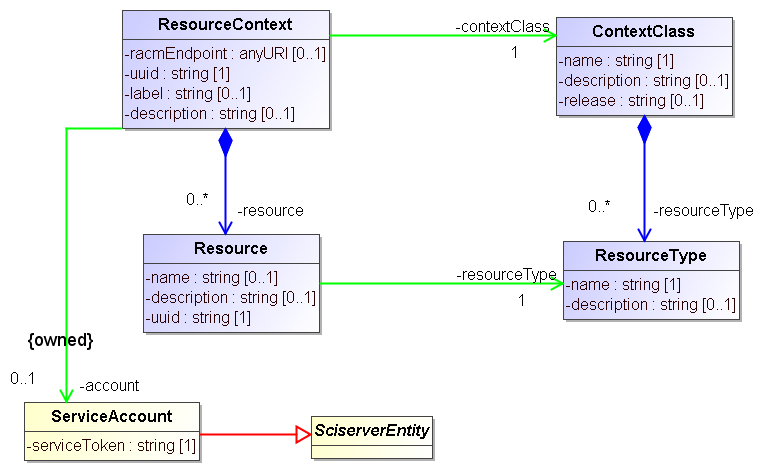 ResourceContext
-racmEndpoint : anyURI [0..1]
-uuid : string [1]
-label : string [0..1]
-description : string [0..1]
-contextClass
1
ContextClass
-name : string [1]
-description : string [0..1]
-release : string [0..1]
0..*
-resource
0..*
-resourceType
Resource
-name : string [0..1]
-description : string [0..1]
-uuid : string [1]
-resourceType
1
ResourceType
-name : string [1]
-description : string [0..1]
{owned}
0..1
-account
ServiceAccount
-serviceToken : string [1]
SciserverEntity